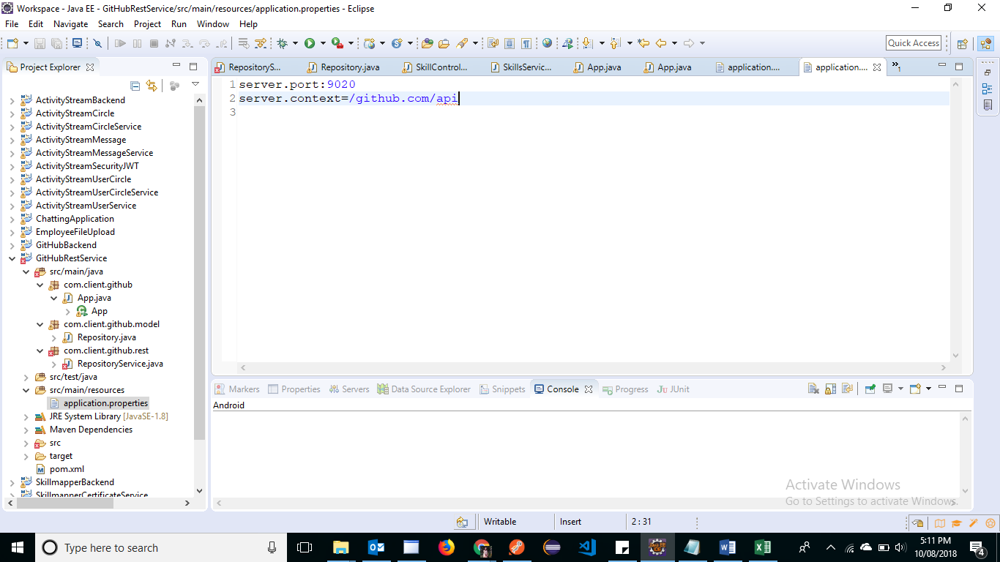 Workspace - Java EE - GitHubRestService/src/main/resources/application.properties - Eclipse
File Edit Navigate Search Project Run Window Help
Quick Access
Project Explorer
RepositoryS...
Repository.java
SkillControl...
SkillsServic...
App.java
App.java
application....
application....
»1
1 server.port:9020
2 server.context=/github.com/api
3
ActivityStreamBackend
ActivityStreamCircle
ActivityStreamCircleService
ActivityStreamMessage
ActivityStreamMessageService
ActivityStreamSecurityJWT
ActivityStreamUserCircle
ActivityStreamUserCircleService
ActivityStreamUserService
ChattingApplication
EmployeeFileUpload
GitHubBackend
GitHubRestService
src/main/java
com.client.github
App.java
App
com.client.github.model
Repository.java
com.client.github.rest
RepositoryService.java
src/test/java
src/main/resources
application.properties
JRE System Library [JavaSE-1.8]
Maven Dependencies
src
target
pom.xml
SkillmapperBackend
SkillmapperCertificateService
Markers Properties Servers Data Source Explorer Snippets Console Progress JUnit
Android
Activate Windows
Go to Settings to activate Windows.
Writable Insert 2 : 31
Type here to search
5:11 PM
10/08/2018
4